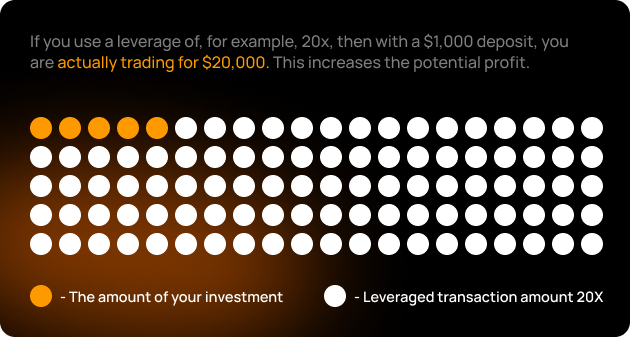 If you use a leverage of, for example, 20x, then with a $1,000 deposit, you
are actually trading for $20,000. This increases the potential profit.
- The amount of your investment
- Leveraged transaction amount 20X